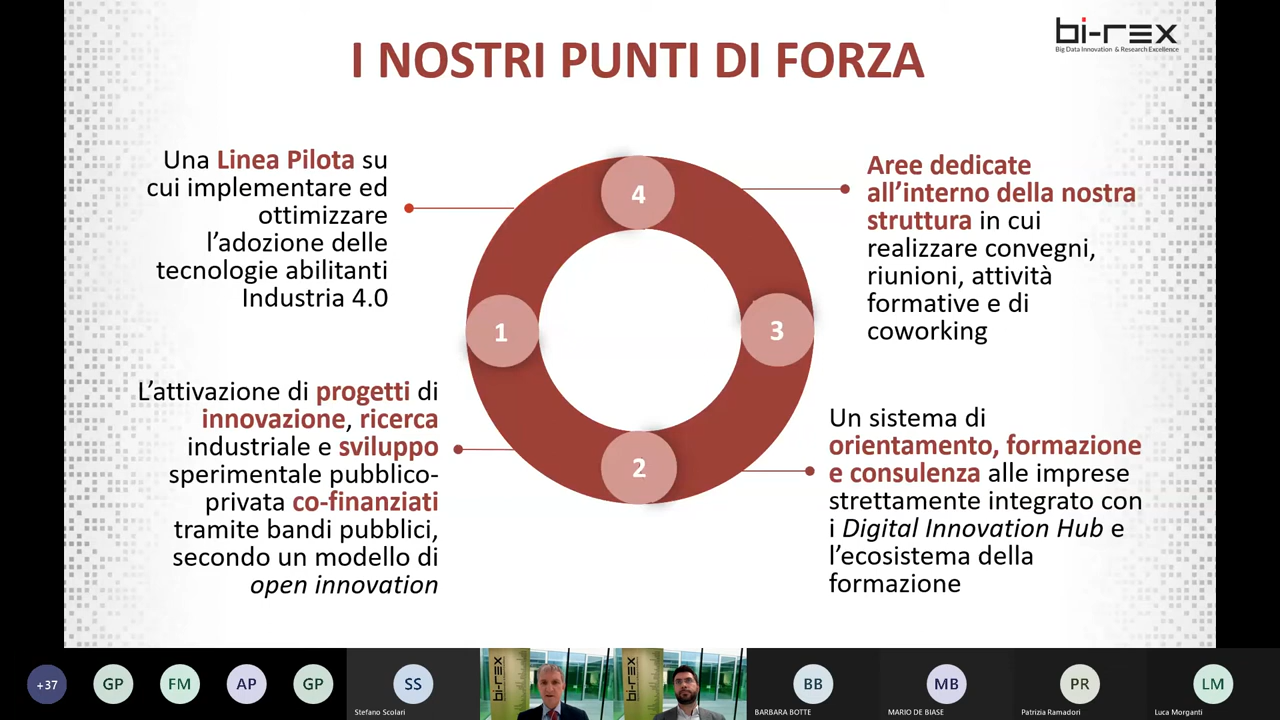 I NOSTRI PUNTI DI FORZA
bi-rex
Big Data Innovation & Research Excellence
Una Linea Pilota su
cui implementare ed
ottimizzare
l’adozione delle
tecnologie abilitanti
Industria 4.0
4
Aree dedicate
all’interno della nostra
struttura in cui
realizzare convegni,
riunioni, attività
formative e di
coworking
1
3
L’attivazione di progetti di
innovazione, ricerca
industriale e sviluppo
sperimentale pubblico-
privata co-finanziati
tramite bandi pubblici,
secondo un modello di
open innovation
2
Un sistema di
orientamento, formazione
e consulenza alle imprese
strettamente integrato con
i Digital Innovation Hub e
l’ecosistema della
formazione
+37
GP
FM
AP
GP
SS
Stefano Scolari
bi-rex
bi-rex
BB
BARBARA BOTTE
MB
MARIO DE BIASE
PR
Patrizia Ramadori
LM
Luca Morganti